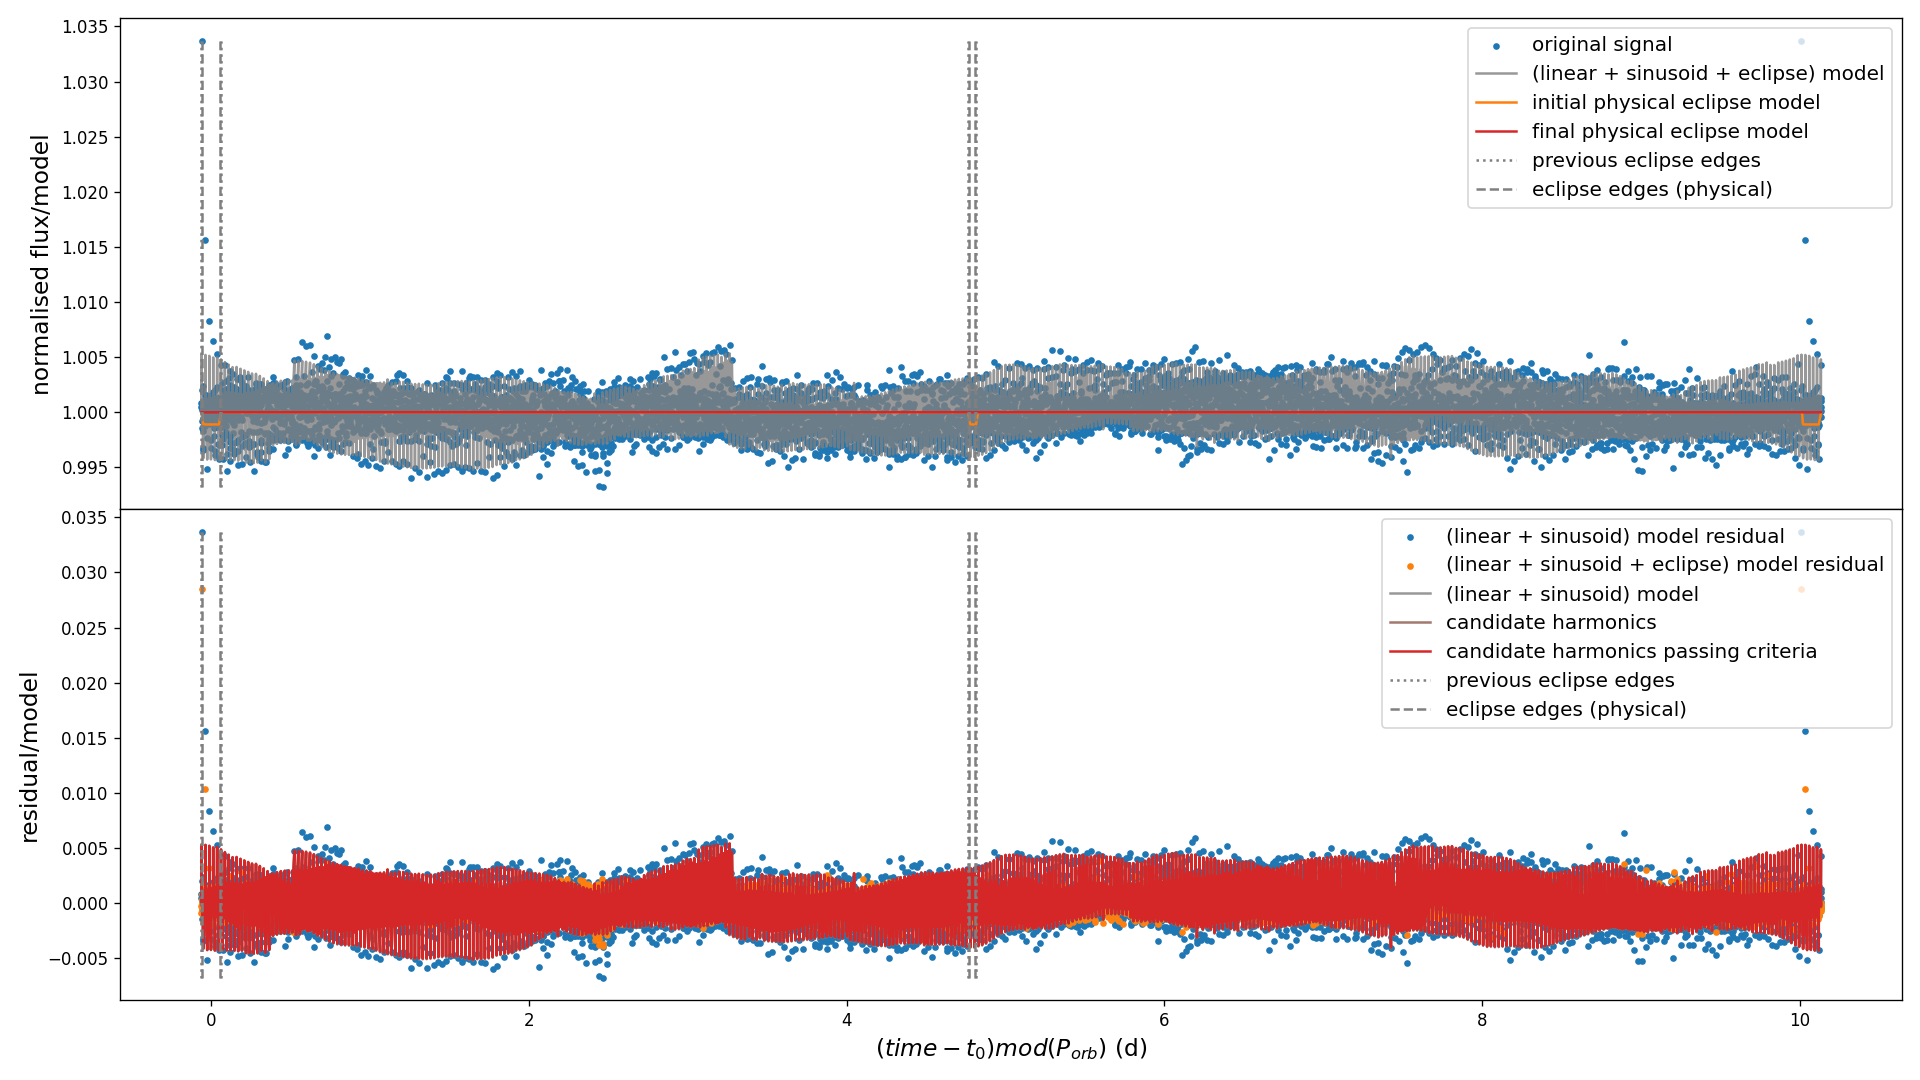 1.035
1.030
1.025
1.020
1.015
1.010
1.005
1.000
0.995
normalised flux/model
original signal
(linear + sinusoid + eclipse) model
initial physical eclipse model
final physical eclipse model
previous eclipse edges
eclipse edges (physical)
0.035
0.030
0.025
0.020
0.015
0.010
0.005
0.000
−0.005
residual/model
(linear + sinusoid) model residual
(linear + sinusoid + eclipse) model residual
(linear + sinusoid) model
candidate harmonics
candidate harmonics passing criteria
previous eclipse edges
eclipse edges (physical)
0 2 4 6 8 10
(time − t₀)mod(P_orb) (d)